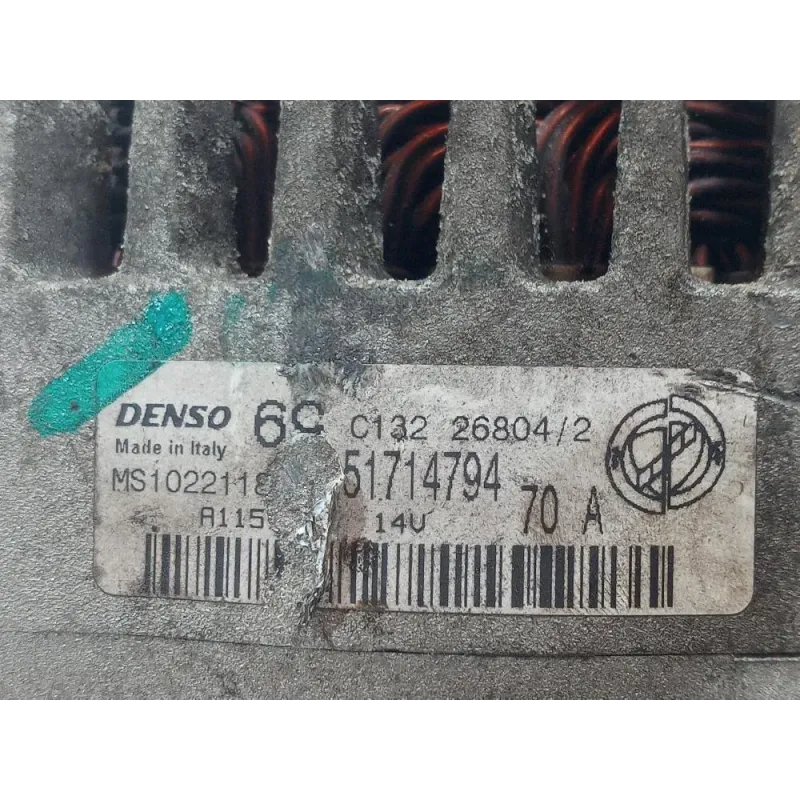 DENSO 6C C132 26804/2
Made in Italy
MS1022118 51714794 70 A
A115 14V